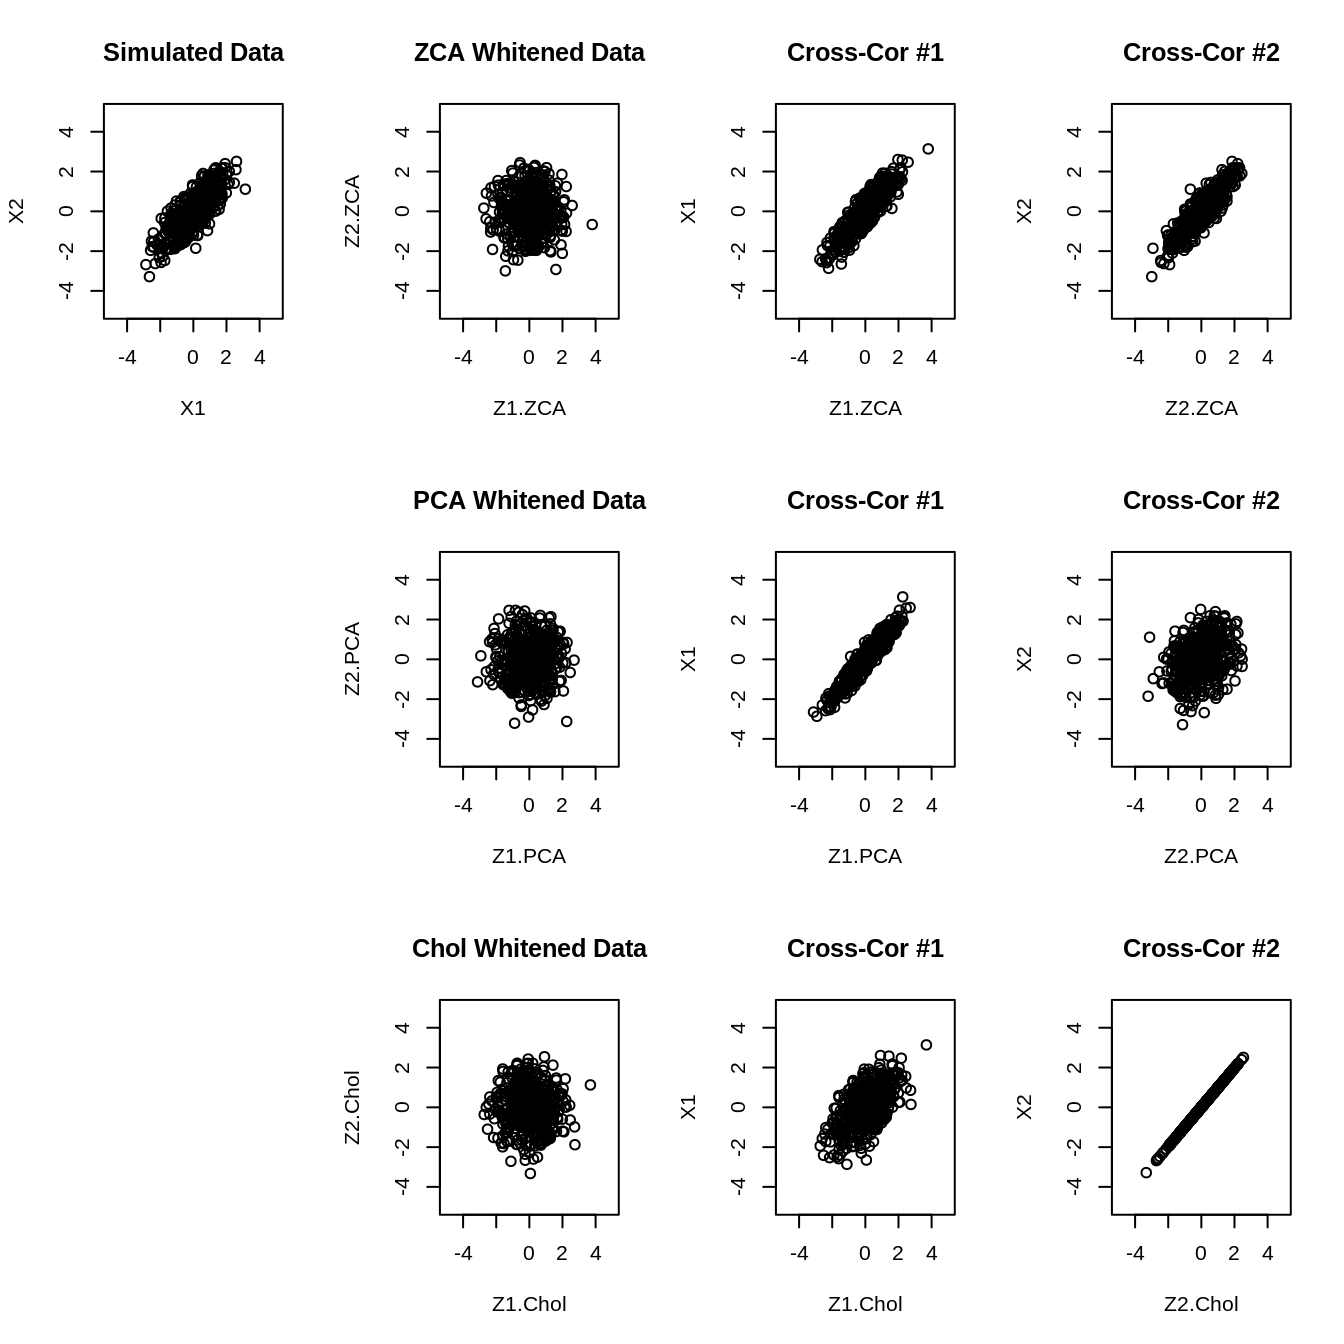 Simulated Data
ZCA Whitened Data
Cross-Cor #1
Cross-Cor #2
X2
4
2
0
-2
-4
-4 0 2 4
X1
Z2.ZCA
4
2
0
-2
-4
-4 0 2 4
Z1.ZCA
X1
4
2
0
-2
-4
-4 0 2 4
Z1.ZCA
X2
4
2
0
-2
-4
-4 0 2 4
Z2.ZCA
PCA Whitened Data
Cross-Cor #1
Cross-Cor #2
Z2.PCA
4
2
0
-2
-4
-4 0 2 4
Z1.PCA
X1
4
2
0
-2
-4
-4 0 2 4
Z1.PCA
X2
4
2
0
-2
-4
-4 0 2 4
Z2.PCA
Chol Whitened Data
Cross-Cor #1
Cross-Cor #2
Z2.Chol
4
2
0
-2
-4
-4 0 2 4
Z1.Chol
X1
4
2
0
-2
-4
-4 0 2 4
Z1.Chol
X2
4
2
0
-2
-4
-4 0 2 4
Z2.Chol